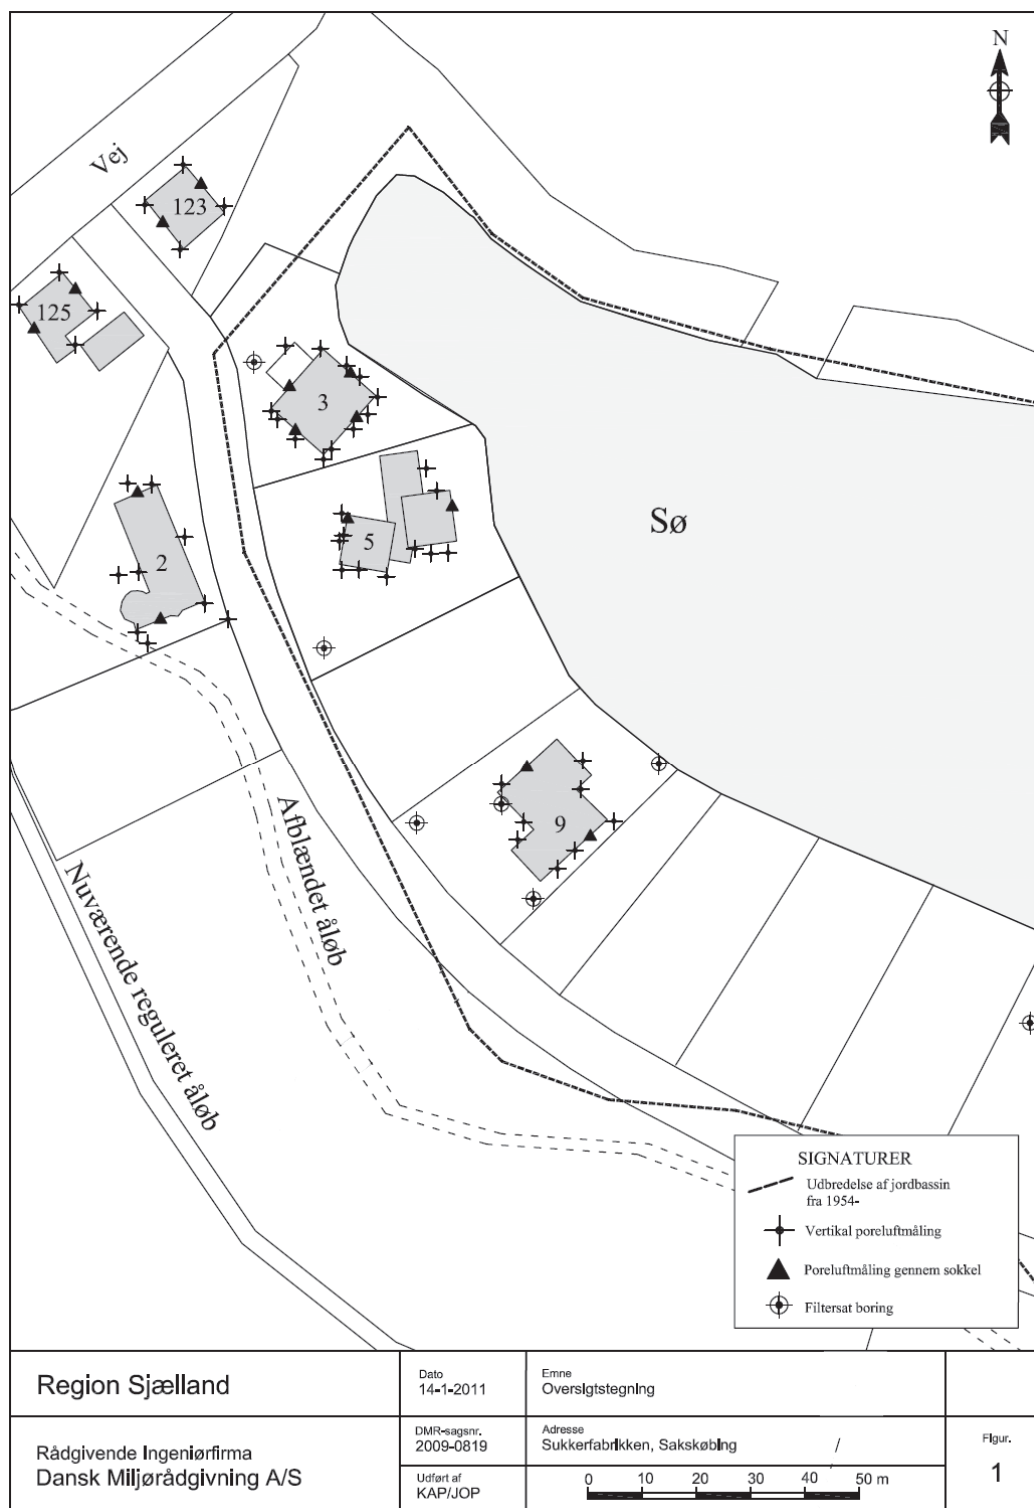 N
Vej
123
125
3
5
2
9
Sø
Afblændet åløb
Nuværende reguleret åløb
SIGNATURER
Udbredelse af jordbassin
fra 1954-
Vertikal poreluftmåling
Poreluftmåling gennem sokkel
Filtersat boring
Region Sjælland
Dato
14-1-2011
Emne
Oversigtstegning
Rådgivende Ingeniørfirma
Dansk Miljørådgivning A/S
DMR-sagsnr.
2009-0819
Adresse
Sukkerfabrikken, Sakskøbing /
Udført af
KAP/JOP
0 10 20 30 40 50 m
Figur.
1